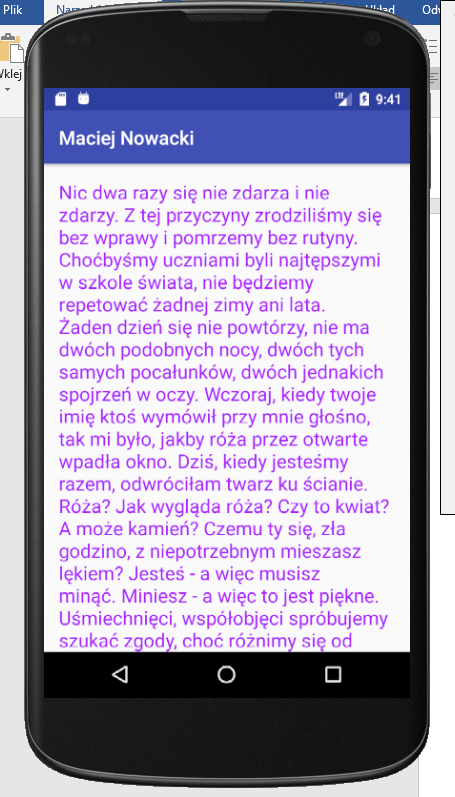 Plik
Wklej
9:41
LTE
Maciej Nowacki
Nic dwa razy się nie zdarza i nie
zdarzy. Z tej przyczyny zrodziliśmy się
bez wprawy i pomrzemy bez rutyny.
Choćbyśmy uczniami byli najtępszymi
w szkole świata, nie będziemy
repetować żadnej zimy ani lata.
Żaden dzień się nie powtórzy, nie ma
dwóch podobnych nocy, dwóch tych
samych pocałunków, dwóch jednakich
spojrzeń w oczy. Wczoraj, kiedy twoje
imię ktoś wymówił przy mnie głośno,
tak mi było, jakby róża przez otwarte
wpadła okno. Dziś, kiedy jesteśmy
razem, odwróciłam twarz ku ścianie.
Róża? Jak wygląda róża? Czy to kwiat?
A może kamień? Czemu ty się, zła
godzino, z niepotrzebnym mieszasz
lękiem? Jesteś - a więc musisz
minąć. Miniesz - a więc to jest piękne.
Uśmiechnięci, współobjęci spróbujemy
szukać zgody, choć różnimy się od